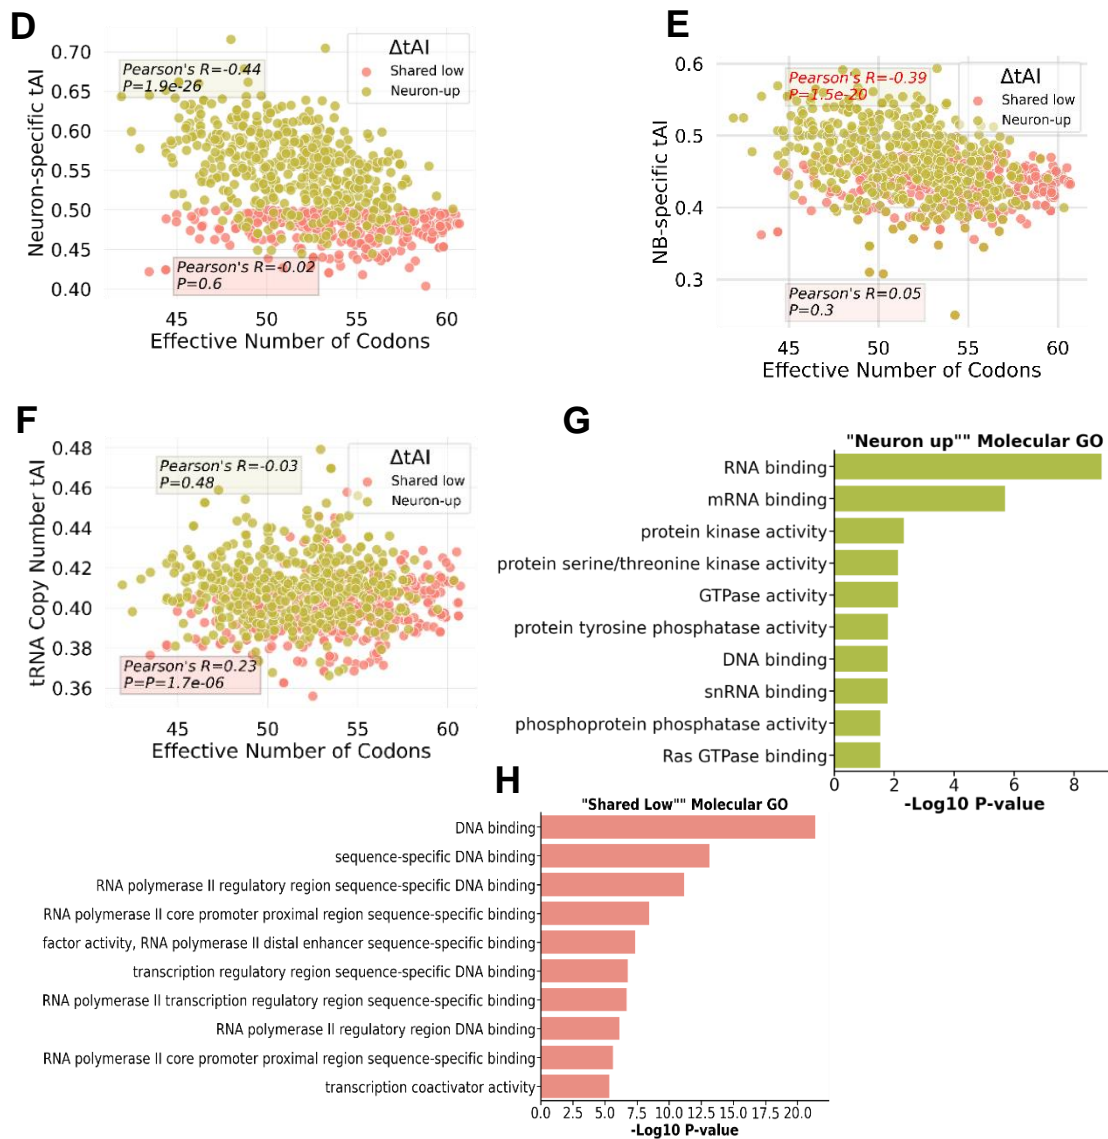 D
Neuron-specific tAI
0.70
0.65
0.60
0.55
0.50
0.45
0.40
Pearson's R=-0.44
P=1.9e-26
ΔtAI
Shared low
Neuron-up
Pearson's R=-0.02
P=0.6
45 50 55 60
Effective Number of Codons
E
NB-specific tAI
0.6
0.5
0.4
0.3
Pearson's R=-0.39
P=1.5e-20
ΔtAI
Shared low
Neuron-up
Pearson's R=0.05
P=0.3
45 50 55 60
Effective Number of Codons
F
tRNA Copy Number tAI
0.48
0.46
0.44
0.42
0.40
0.38
0.36
Pearson's R=-0.03
P=0.48
ΔtAI
Shared low
Neuron-up
Pearson's R=0.23
P=P=1.7e-06
45 50 55 60
Effective Number of Codons
G
"Neuron up"" Molecular GO
RNA binding
mRNA binding
protein kinase activity
protein serine/threonine kinase activity
GTPase activity
protein tyrosine phosphatase activity
DNA binding
snRNA binding
phosphoprotein phosphatase activity
Ras GTPase binding
0 2 4 6 8
-Log10 P-value
H
"Shared Low"" Molecular GO
DNA binding
sequence-specific DNA binding
RNA polymerase II regulatory region sequence-specific DNA binding
RNA polymerase II core promoter proximal region sequence-specific binding
factor activity, RNA polymerase II distal enhancer sequence-specific binding
transcription regulatory region sequence-specific DNA binding
RNA polymerase II transcription regulatory region sequence-specific binding
RNA polymerase II regulatory region DNA binding
RNA polymerase II core promoter proximal region sequence-specific binding
transcription coactivator activity
0.0 2.5 5.0 7.5 10.0 12.5 15.0 17.5 20.0
-Log10 P-value